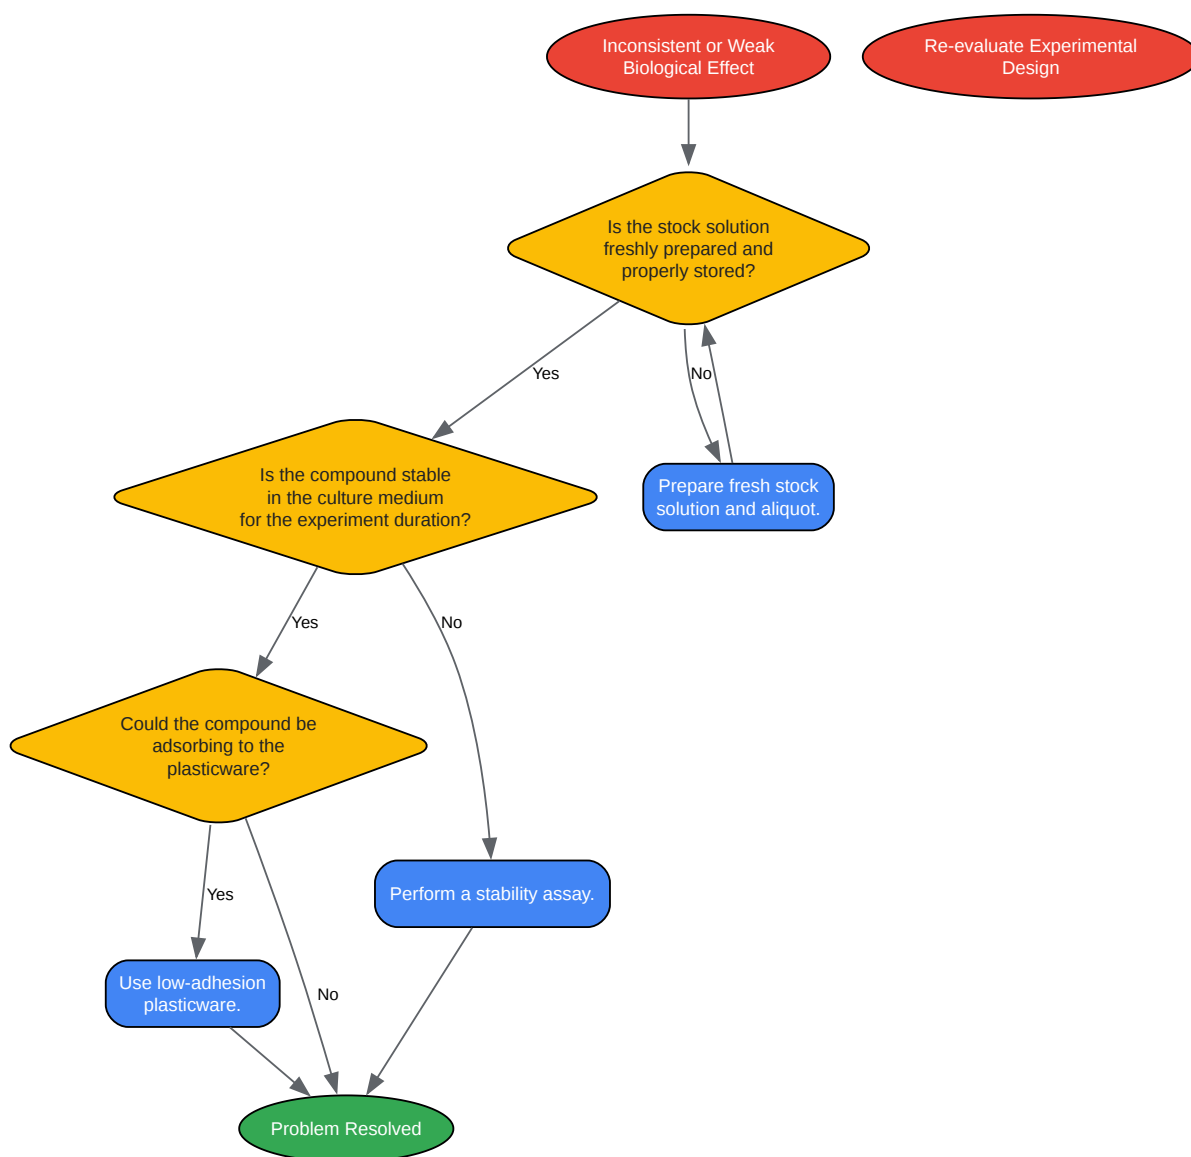 Inconsistent or Weak
Biological Effect
Re-evaluate Experimental
Design
Is the stock solution
freshly prepared and
properly stored?
Yes
No
Is the compound stable
in the culture medium
for the experiment duration?
Prepare fresh stock
solution and aliquot.
Yes
No
Could the compound be
adsorbing to the
plasticware?
Yes
Perform a stability assay.
Use low-adhesion
plasticware.
No
Problem Resolved